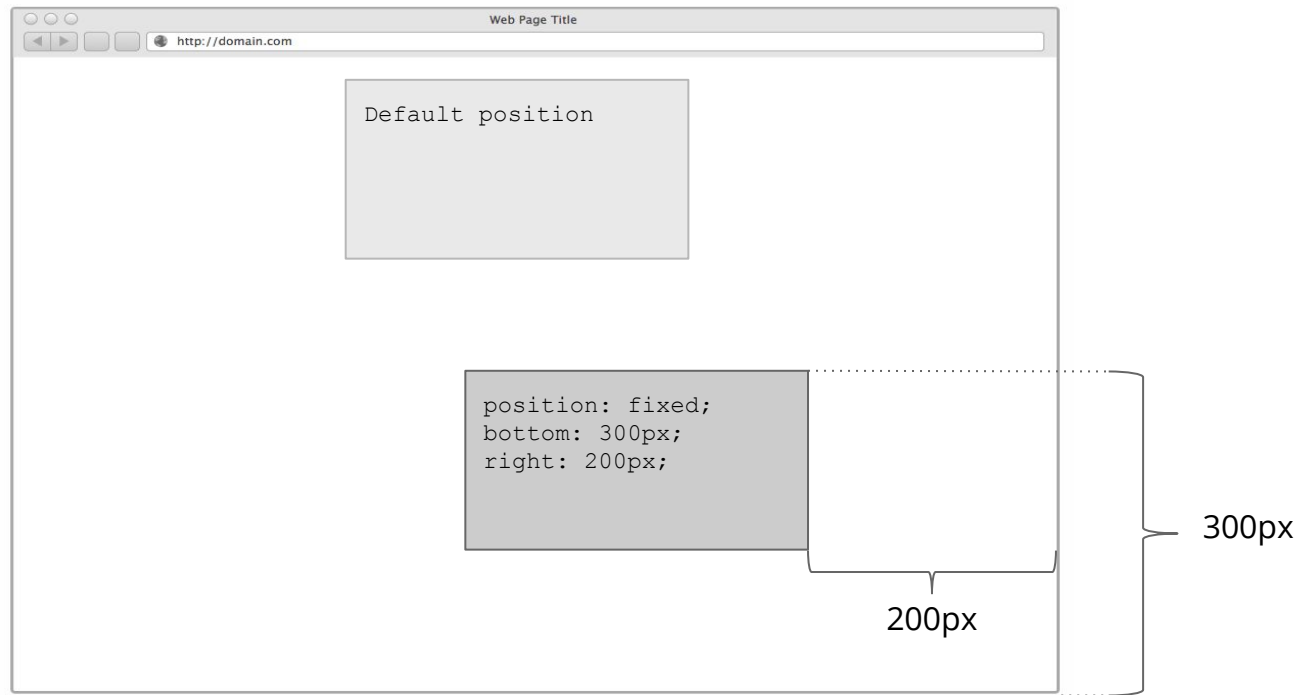 Web Page Title
http://domain.com
Default position
position: fixed;
bottom: 300px;
right: 200px;
300px
200px